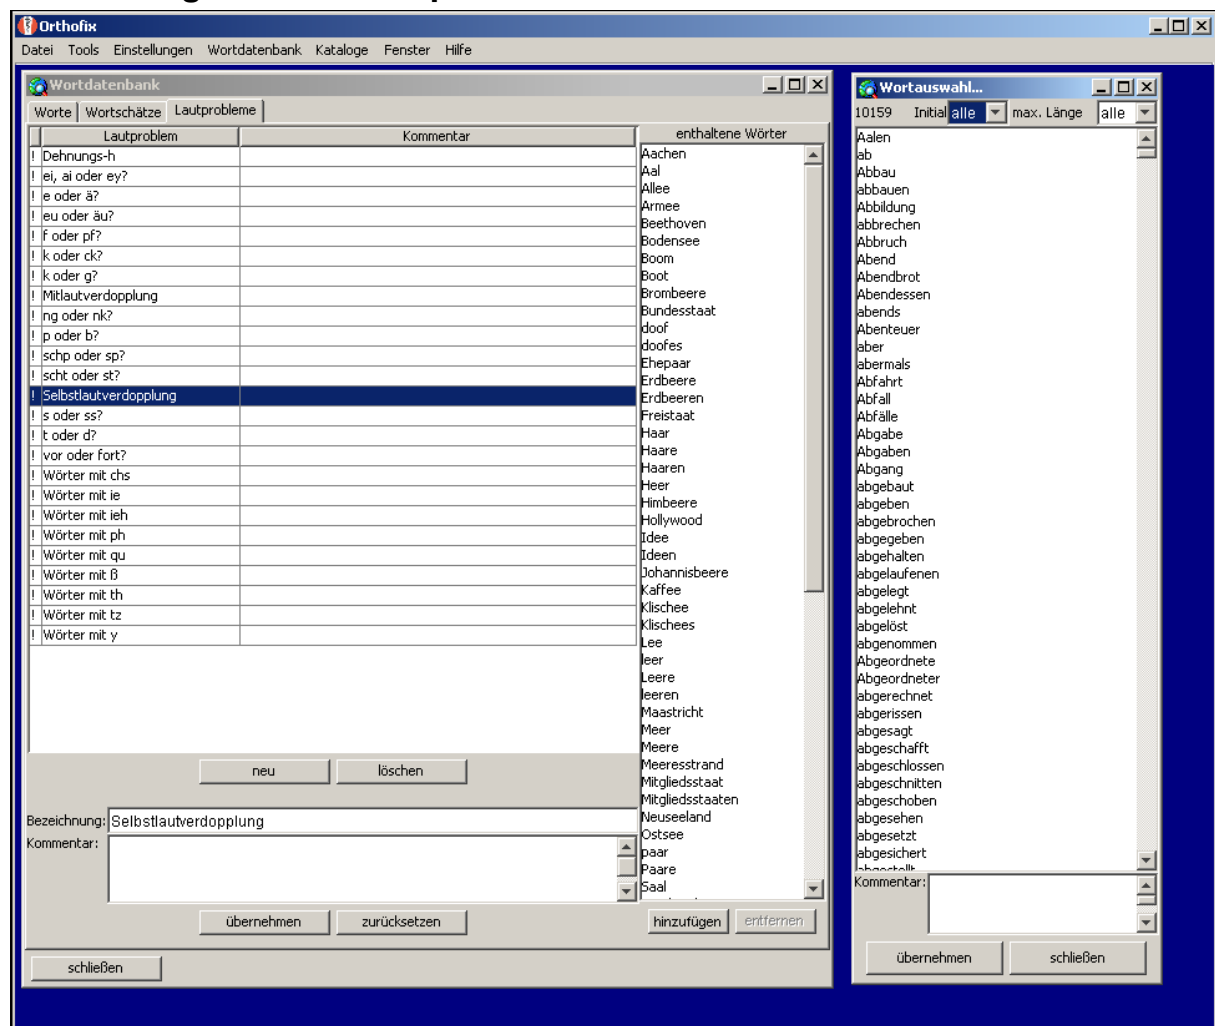 Orthofix
Datei Tools Einstellungen Wortdatenbank Kataloge Fenster Hilfe
Wortdatenbank
Worte Wortschätze Lautprobleme
Lautproblem Kommentar
! Dehnungs-h
! ei, ai oder ey?
! e oder ä?
! eu oder äu?
! f oder pf?
! k oder ck?
! k oder g?
! Mitlautverdopplung
! ng oder nk?
! p oder b?
! schp oder sp?
! scht oder st?
! Selbstlautverdopplung
! s oder ss?
! t oder d?
! vor oder fort?
! Wörter mit chs
! Wörter mit ie
! Wörter mit ieh
! Wörter mit ph
! Wörter mit qu
! Wörter mit ß
! Wörter mit th
! Wörter mit tz
! Wörter mit y
neu löschen
Bezeichnung: Selbstlautverdopplung
Kommentar:
übernehmen zurücksetzen
enthaltene Wörter
Aachen
Aal
Allee
Armee
Beethoven
Bodensee
Boom
Boot
Brombeere
Bundesstaat
doof
doofes
Ehepaar
Erdbeere
Erdbeeren
Freistaat
Haar
Haare
Haaren
Heer
Himbeere
Hollywood
Idee
Ideen
Johannisbeere
Kaffee
Klischee
Klischees
Lee
leer
Leere
leeren
Maastricht
Meer
Meere
Meeresstrand
Mitgliedsstaat
Mitgliedsstaaten
Neuseeland
Ostsee
paar
Paare
Saal
hinzufügen entfernen
schließen
Wortauswahl...
10159 Initial alle max. Länge alle
Aalen
ab
Abbau
abbauen
Abbildung
abbrechen
Abbruch
Abend
Abendbrot
Abendessen
abends
Abenteuer
aber
abermals
Abfahrt
Abfall
Abfälle
Abgabe
Abgaben
Abgang
abgebaut
abgeben
abgebrochen
abgegeben
abgehalten
abgelaufenen
abgelegt
abgelehnt
abgelöst
abgenommen
Abgeordnete
Abgeordneter
abgerechnet
abgerissen
abgesagt
abgeschafft
abgeschlossen
abgeschnitten
abgeschoben
abgesehen
abgesetzt
abgesichert
Kommentar:
übernehmen schließen